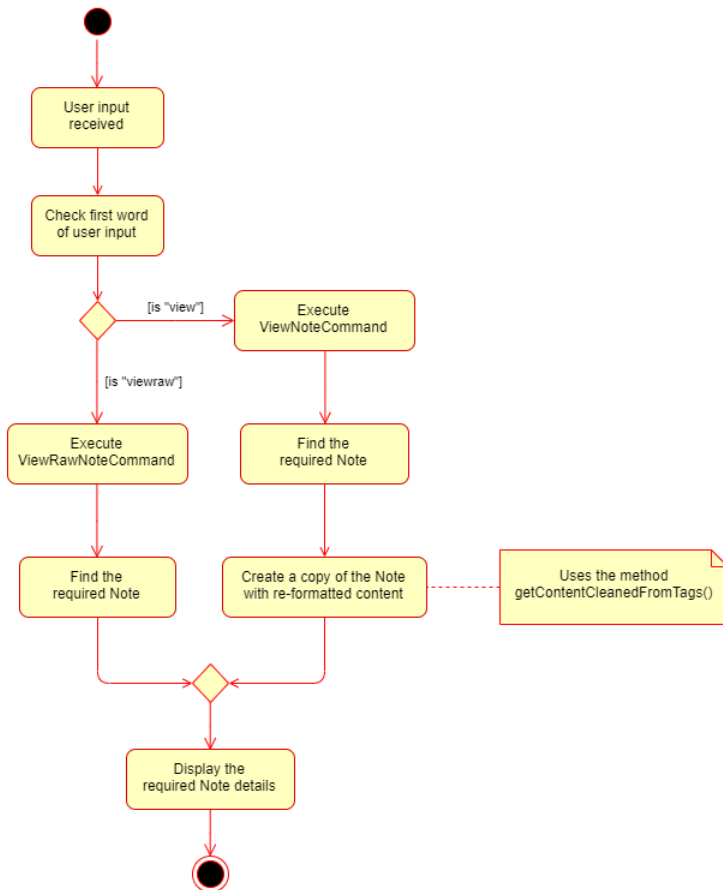 User input
received
Check first word
of user input
[is "view"]
Execute
ViewNoteCommand
[is "viewraw"]
Execute
ViewRawNoteCommand
Find the
required Note
Find the
required Note
Create a copy of the Note
with re-formatted content
Uses the method
getContentCleanedFromTags()
Display the
required Note details